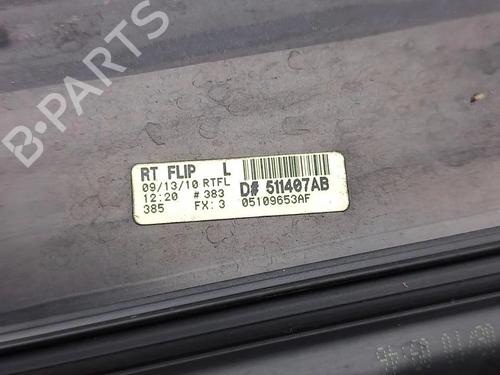 B-PARTS
RT FLIP L
09/13/10 RTFL D# 511407AB
12:20 # 383
385 FX: 3 05109653AF